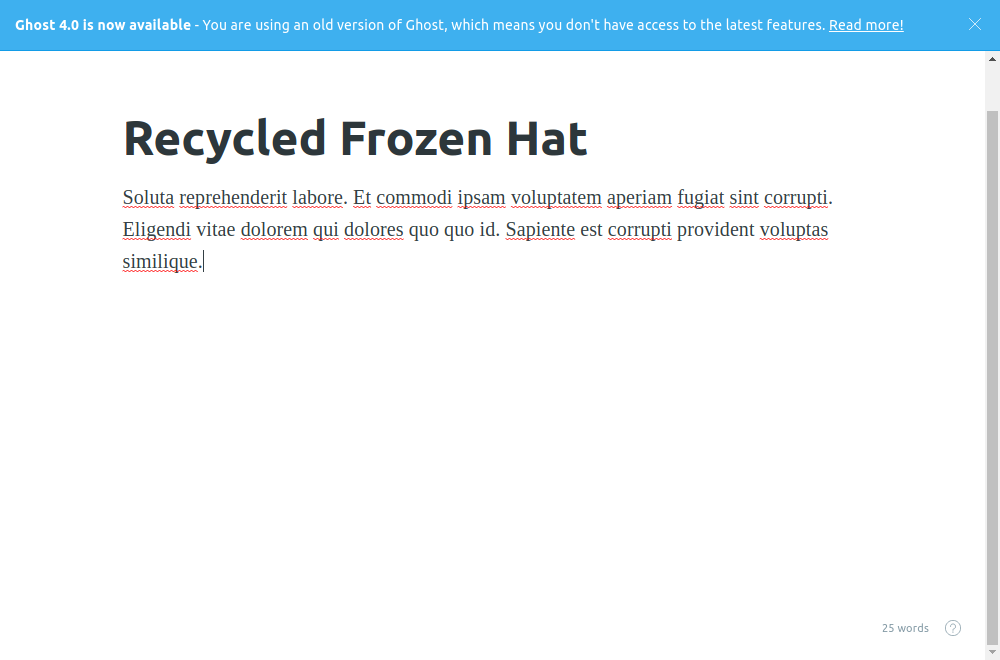 Ghost 4.0 is now available - You are using an old version of Ghost, which means you don't have access to the latest features. Read more!
Recycled Frozen Hat
Soluta reprehenderit labore. Et commodi ipsam voluptatem aperiam fugiat sint corrupti.
Eligendi vitae dolorem qui dolores quo quo id. Sapiente est corrupti provident voluptas
similique.
25 words
?